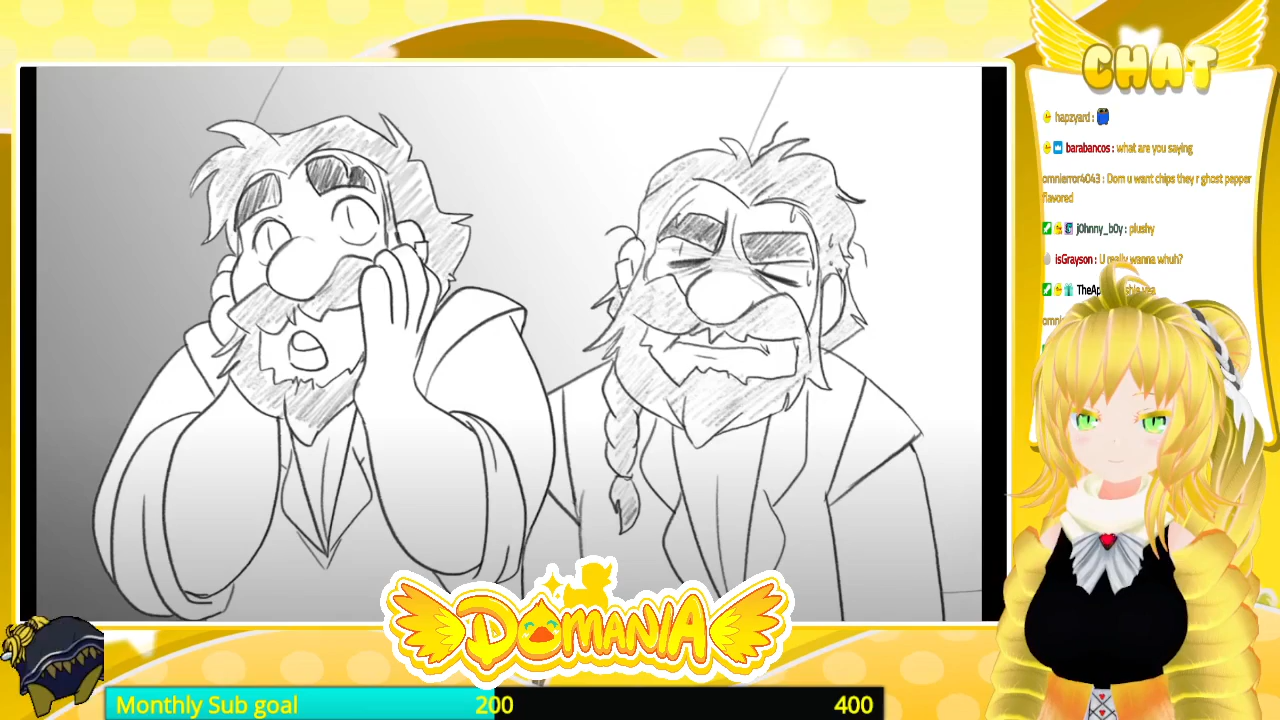 CHAT
hapzyard :
barabancos : what are you saying
omnierror4043 : Dom u want chips they r ghost pepper
flavored
j0hnny_b0y : plushy
isGrayson : U really wanna whuh?
DOMANIA
Monthly Sub goal 200 400